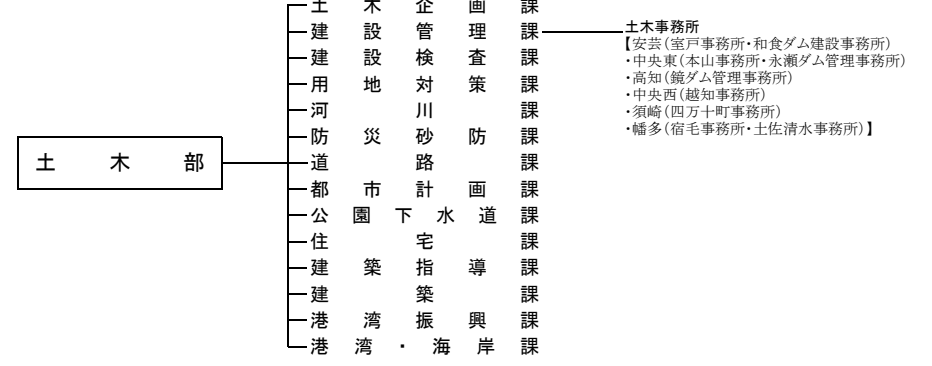 土木部
土木企画課
建設管理課
建設検査課
用地対策課
河川課
防災砂防課
道路課
都市計画課
公園下水道課
住宅課
建築指導課
建築課
港湾振興課
港湾・海岸課
土木事務所
【安芸(室戸事務所・和食ダム建設事務所)
・中央東(本山事務所・永瀬ダム管理事務所)
・高知(鏡ダム管理事務所)
・中央西(越知事務所)
・須崎(四万十町事務所)
・幡多(宿毛事務所・土佐清水事務所)】